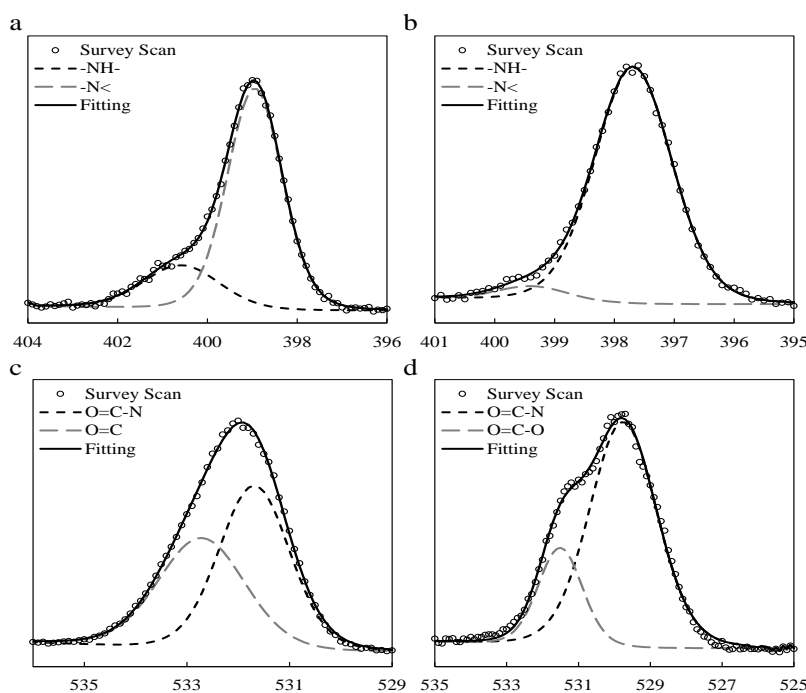 a
Survey Scan
-NH-
-N<
Fitting
404 402 400 398 396
b
Survey Scan
-NH-
-N<
Fitting
401 400 399 398 397 396 395
c
Survey Scan
O=C-N
O=C
Fitting
535 533 531 529
d
Survey Scan
O=C-N
O=C-O
Fitting
535 533 531 529 527 525